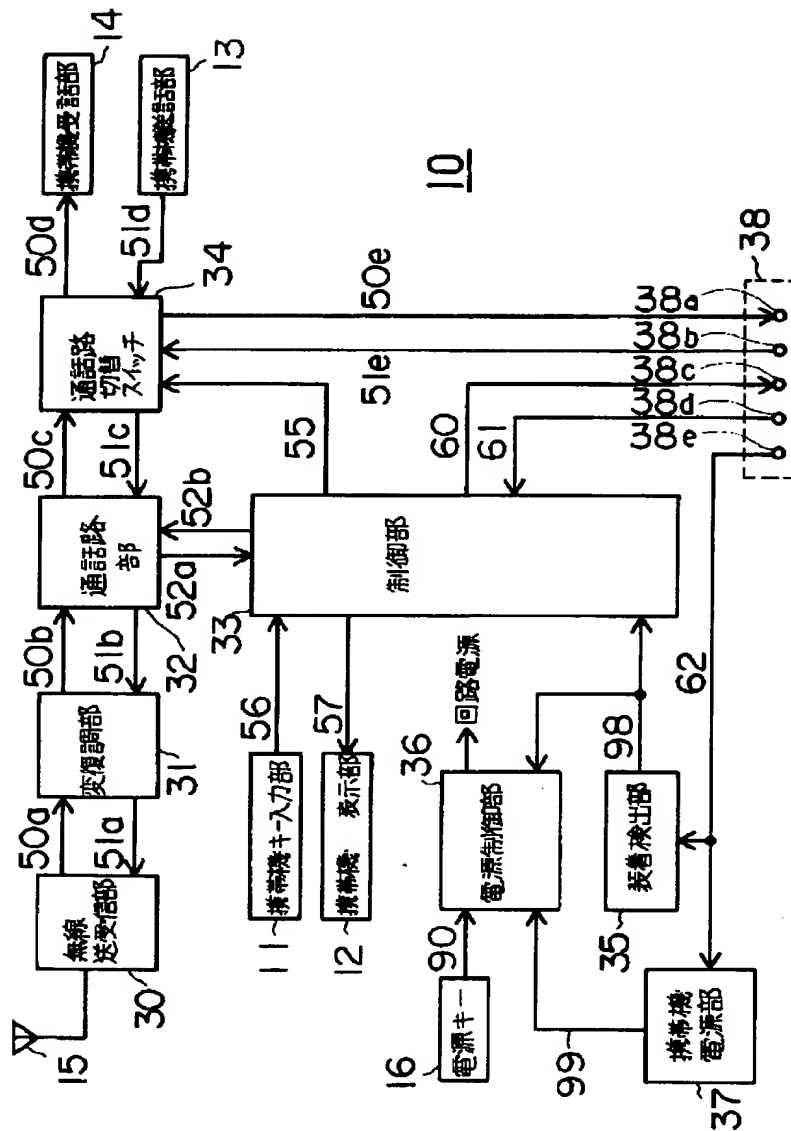 14
携帯機受話部
50d
13
携帯機送話部
51d
34
通話路
切替
スイッチ
50c
51c
50e
51e
10
38
38a
38b
38c
38d
38e
通話路
部
32
50b
51b
52b
52a
55
60
61
制御部
33
変復調部
31
50a
51a
56
57
回路電源
36
電源制御部
98
62
無線
送受信部
30
15
携帯機キー入力部
11
携帯機 表示部
12
90
電源キー
16
装着検出部
35
99
携帯機
電源部
37